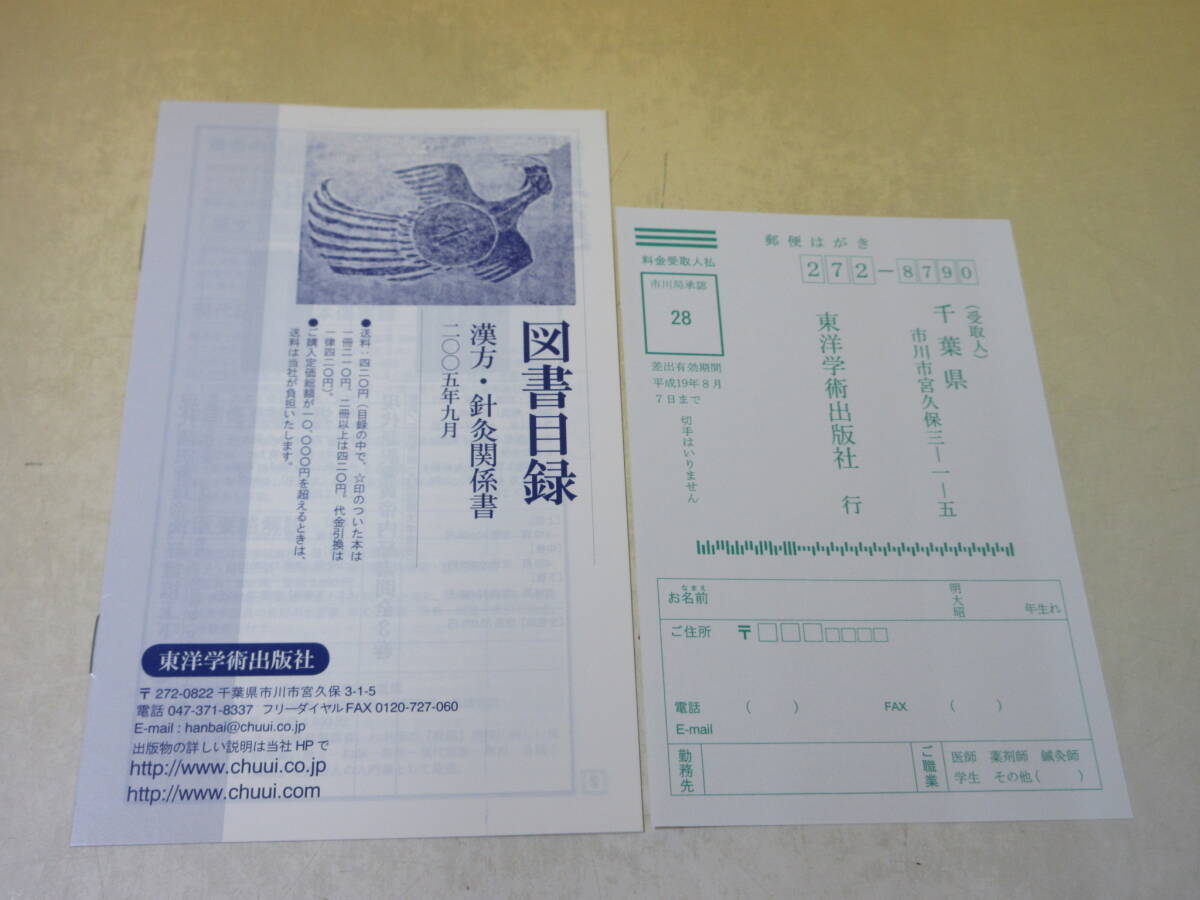 図書目録
漢方・針灸関係書
二〇〇五年九月
●送料：四二〇円（目録の中で、☆印のついた本は
一冊二一〇円、二冊以上は四二〇円。代金引換は
一律四二〇円）。
●ご購入定価総額が一〇、〇〇〇円を超えるときは、
送料は当社が負担いたします。
東洋学術出版社
〒272-0822 千葉県市川市宮久保 3-1-5
電話 047-371-8337 フリーダイヤル FAX 0120-727-060
E-mail : hanbai@chuui.co.jp
出版物の詳しい説明は当社 HP で
http://www.chuui.co.jp
http://www.chuui.com
郵便はがき
272-8790
料金受取人払
市川局承認
28
差出有効期間
平成19年8月
7日まで
切手はいりません
（受取人）
千葉県
市川市宮久保三ー一ー五
東洋学術出版社 行
なまえ
お名前
明大昭
年生れ
ご住所 〒
電話 （ ） FAX （ ）
E-mail
勤務先
ご職業
医師 薬剤師 鍼灸師
学生 その他（ ）